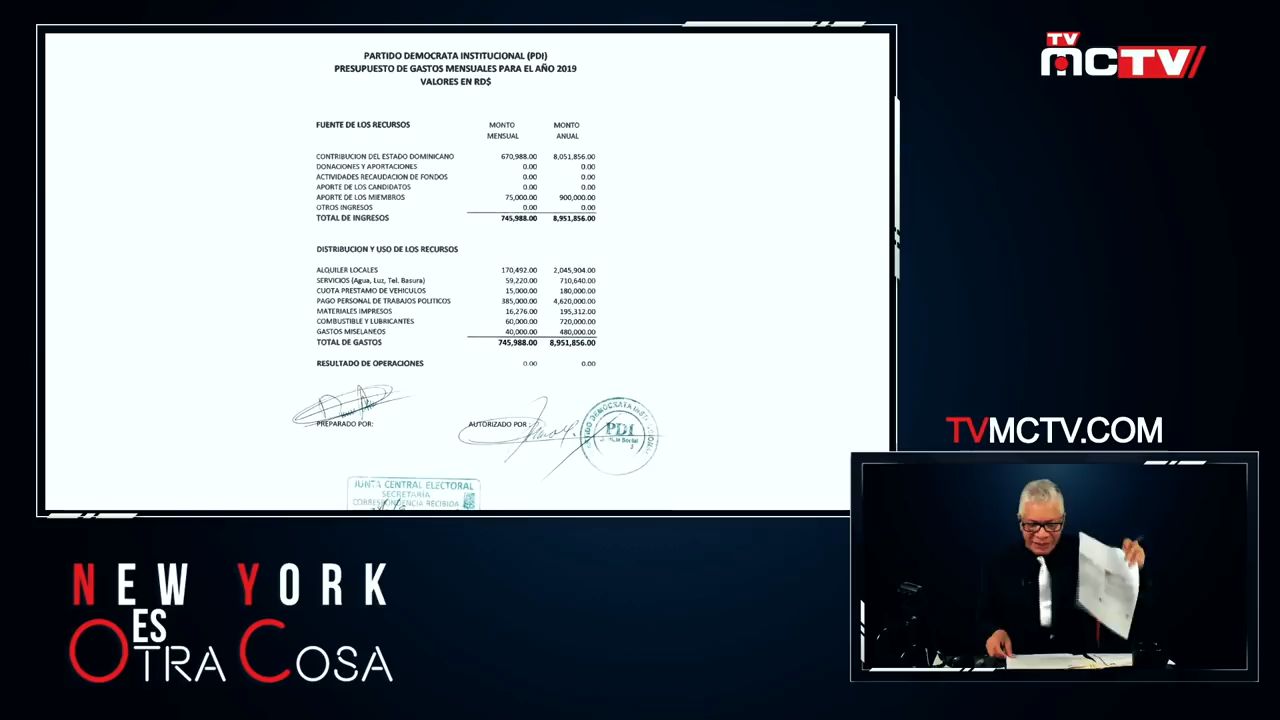 PARTIDO DEMOCRATA INSTITUCIONAL (PDI)
PRESUPUESTO DE GASTOS MENSUALES PARA EL AÑO 2019
VALORES EN RD$
FUENTE DE LOS RECURSOS MONTO MENSUAL MONTO ANUAL
CONTRIBUCION DEL ESTADO DOMINICANO 670,988.00 8,051,856.00
DONACIONES Y APORTACIONES 0.00 0.00
ACTIVIDADES RECAUDACION DE FONDOS 0.00 0.00
APORTE DE LOS CANDIDATOS 0.00 0.00
APORTE DE LOS MIEMBROS 75,000.00 900,000.00
OTROS INGRESOS 0.00 0.00
TOTAL DE INGRESOS 745,988.00 8,951,856.00
DISTRIBUCION Y USO DE LOS RECURSOS
ALQUILER LOCALES 170,492.00 2,045,904.00
SERVICIOS (Agua, Luz, Tel. Basura) 59,220.00 710,640.00
CUOTA PRESTAMO DE VEHICULOS 15,000.00 180,000.00
PAGO PERSONAL DE TRABAJOS POLITICOS 385,000.00 4,620,000.00
MATERIALES IMPRESOS 16,276.00 195,312.00
COMBUSTIBLE Y LUBRICANTES 60,000.00 720,000.00
GASTOS MISELANEOS 40,000.00 480,000.00
TOTAL DE GASTOS 745,988.00 8,951,856.00
RESULTADO DE OPERACIONES 0.00 0.00
PREPARADO POR:
AUTORIZADO POR :
PARTIDO DEMOCRATA INSTITUCIONAL
PDI
Social
JUNTA CENTRAL ELECTORAL
SECRETARÍA
CORRESPONDENCIA RECIBIDA
TV
MCTV
TVMCTV.COM
NEW YORK
ES
OTRA COSA